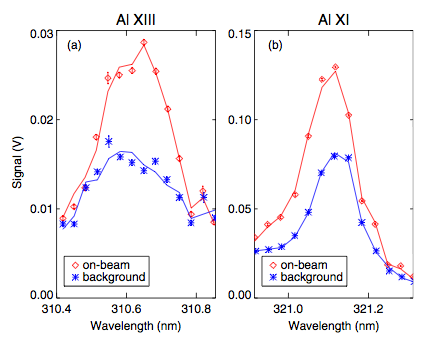 Al XIII
Al XI
(a)
(b)
0.03
0.02
0.01
0.00
Signal (V)
on-beam
background
310.4
310.6
310.8
Wavelength (nm)
0.15
0.10
0.05
0.00
on-beam
background
321.0
321.2
Wavelength (nm)